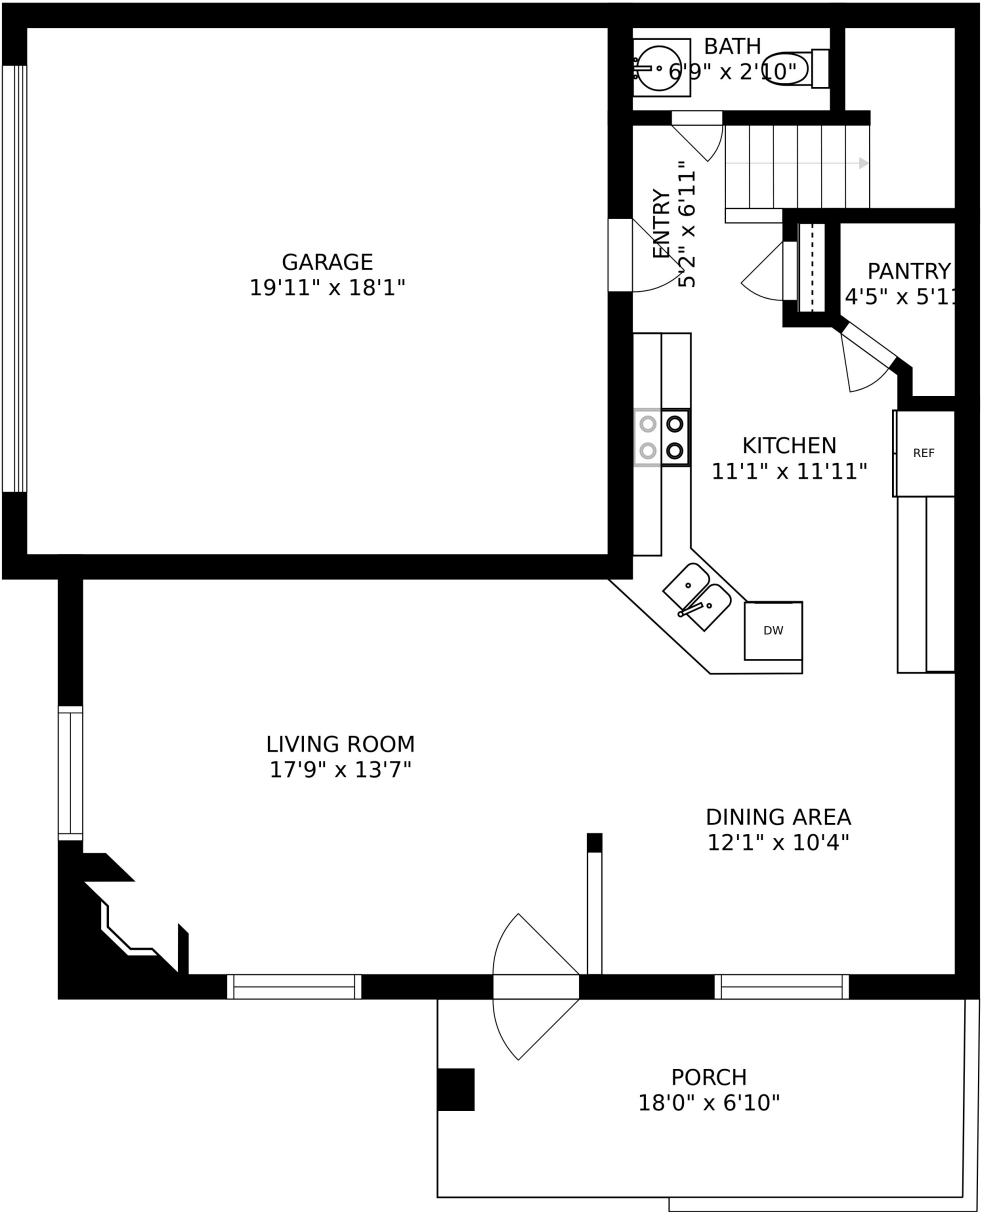 BATH
6'9" x 2'10"
ENTRY
5'2" x 6'11"
GARAGE
19'11" x 18'1"
PANTRY
4'5" x 5'11
KITCHEN
11'1" x 11'11"
REF
DW
LIVING ROOM
17'9" x 13'7"
DINING AREA
12'1" x 10'4"
PORCH
18'0" x 6'10"